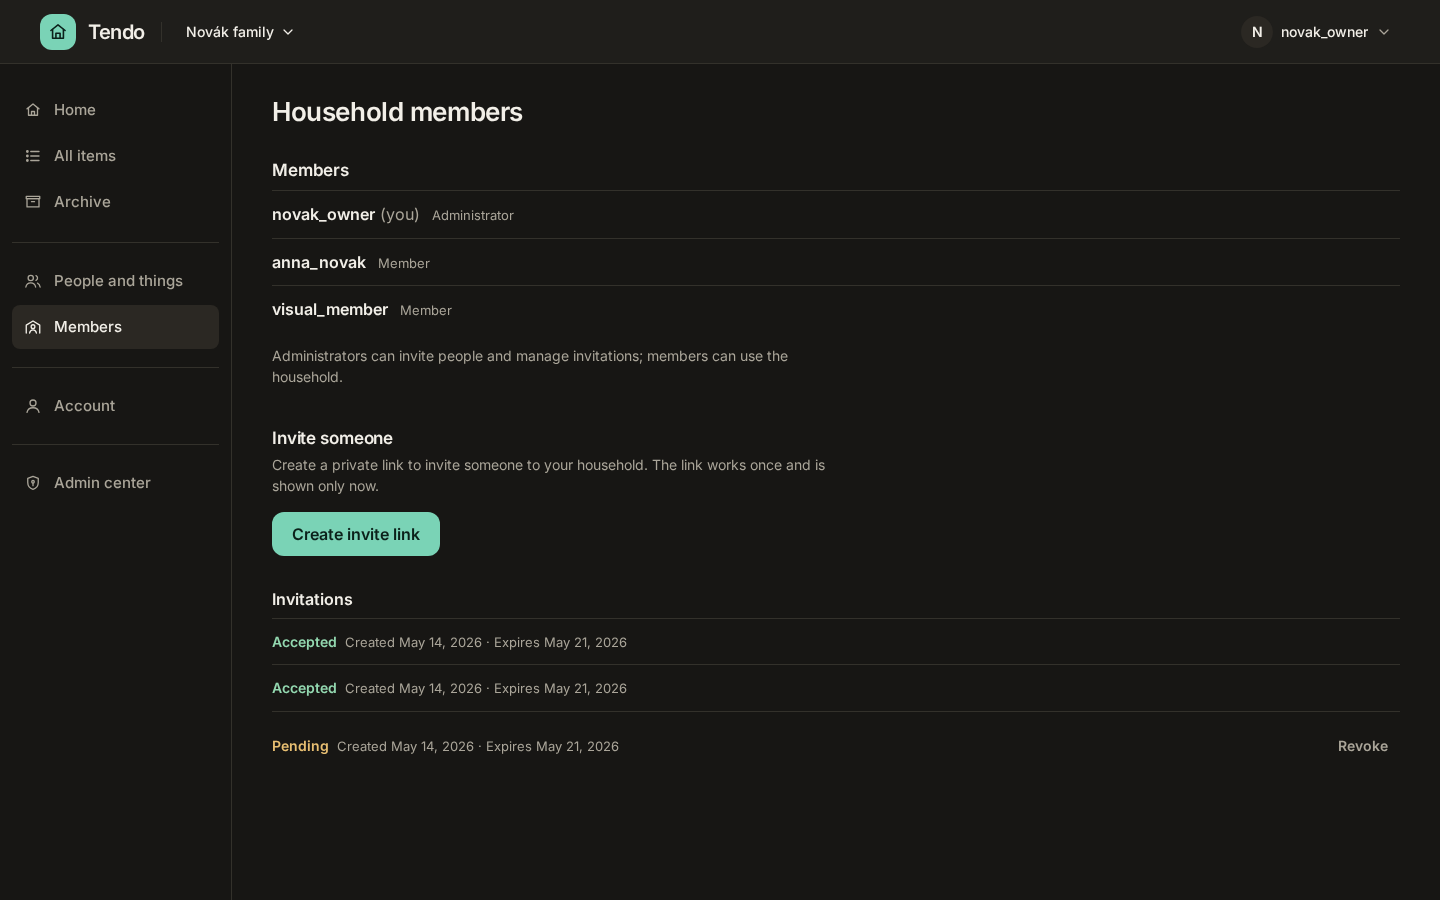 Tendo
Novák family
N
novak_owner
Home
All items
Archive
People and things
Members
Account
Admin center
Household members
Members
novak_owner (you) Administrator
anna_novak Member
visual_member Member
Administrators can invite people and manage invitations; members can use the
household.
Invite someone
Create a private link to invite someone to your household. The link works once and is
shown only now.
Create invite link
Invitations
Accepted Created May 14, 2026 · Expires May 21, 2026
Accepted Created May 14, 2026 · Expires May 21, 2026
Pending Created May 14, 2026 · Expires May 21, 2026
Revoke